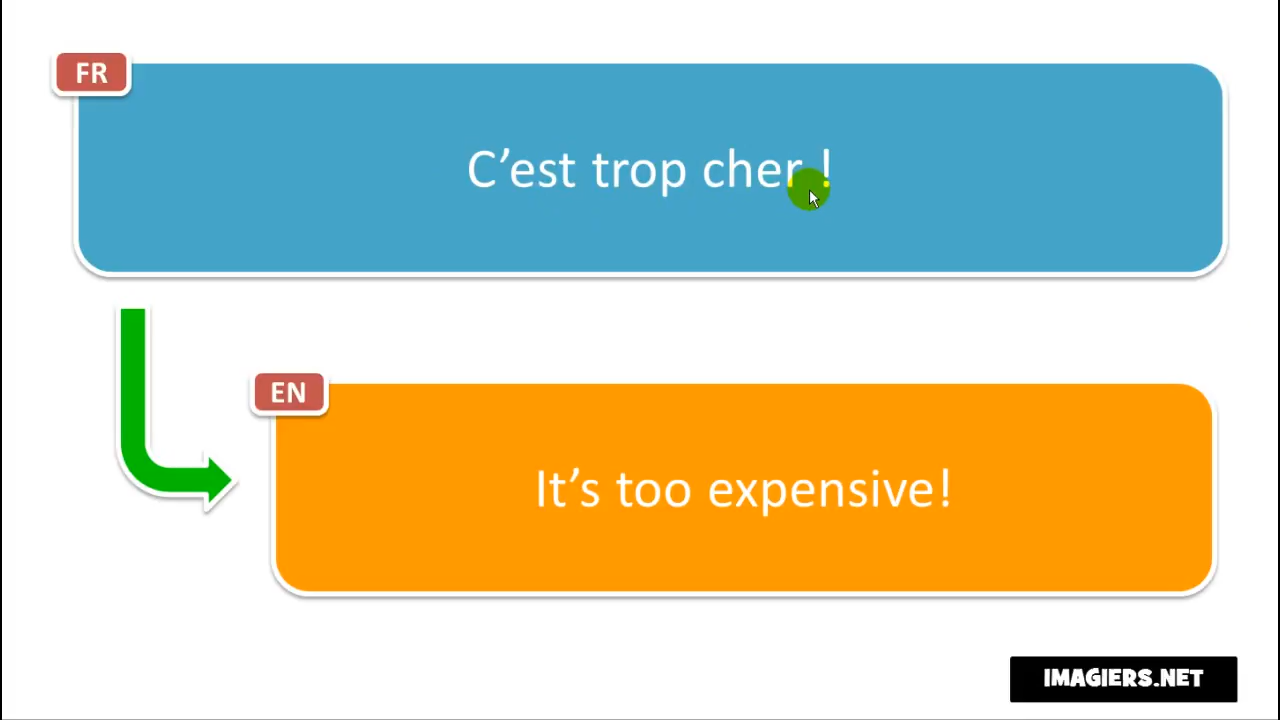 FR
C’est trop cher !
EN
It’s too expensive!
IMAGIERS.NET